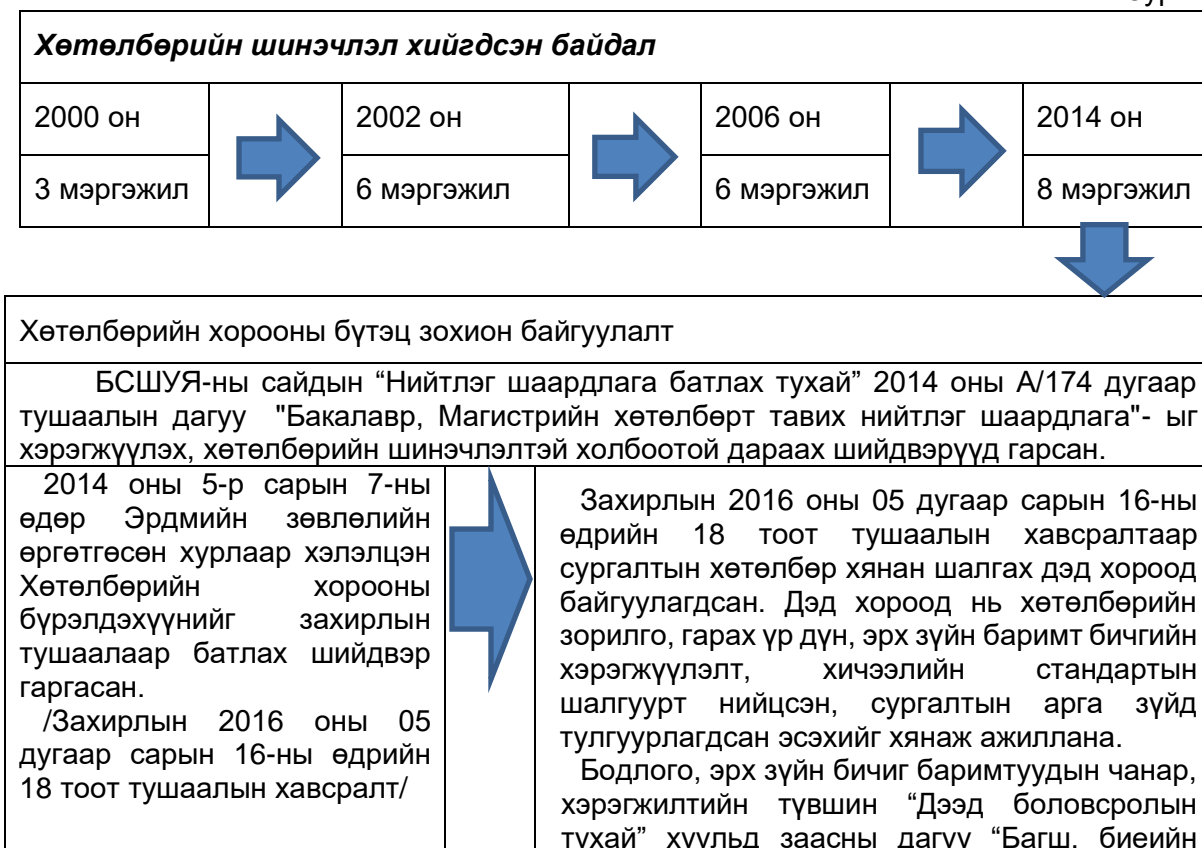 Хөтөлбөрийн шинэчлэл хийгдсэн байдал
2000 он
2002 он
2006 он
2014 он
3 мэргэжил
6 мэргэжил
6 мэргэжил
8 мэргэжил
Хөтөлбөрийн хорооны бүтэц зохион байгуулалт
БСШУЯ-ны сайдын “Нийтлэг шаардлага батлах тухай” 2014 оны А/174 дугаар
тушаалын дагуу "Бакалавр, Магистрийн хөтөлбөрт тавих нийтлэг шаардлага"- ыг
хэрэгжүүлэх, хөтөлбөрийн шинэчлэлтэй холбоотой дараах шийдвэрүүд гарсан.
2014 оны 5-р сарын 7-ны
өдөр Эрдмийн зөвлөлийн
өргөтгөсөн хурлаар хэлэлцэн
Хөтөлбөрийн хорооны
бүрэлдэхүүнийг захирлын
тушаалаар батлах шийдвэр
гаргасан.
/Захирлын 2016 оны 05
дугаар сарын 16-ны өдрийн
18 тоот тушаалын хавсралт/
Захирлын 2016 оны 05 дугаар сарын 16-ны
өдрийн 18 тоот тушаалын хавсралтаар
сургалтын хөтөлбөр хянан шалгах дэд хороод
байгуулагдсан. Дэд хороод нь хөтөлбөрийн
зорилго, гарах үр дүн, эрх зүйн баримт бичгийн
хэрэгжүүлэлт, хичээлийн стандартын
шалгуурт нийцсэн, сургалтын арга зүйд
тулгуурлагдсан эсэхийг хянаж ажиллана.
Бодлого, эрх зүйн бичиг баримтуудын чанар,
хэрэгжилтийн түвшин “Дээд боловсролын
тухай” хуульд заасны дагуу “Багш, биеийн